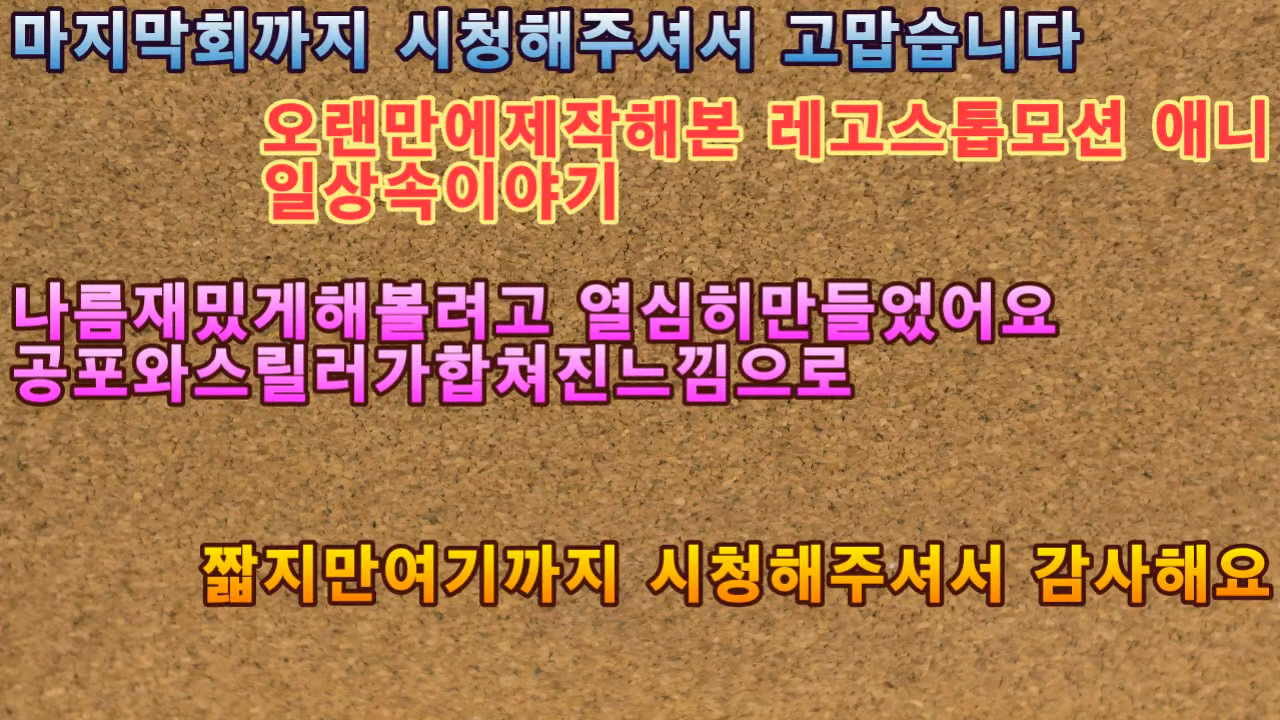 마지막회까지 시청해주셔서 고맙습니다
오랜만에제작해본 레고스톱모션 애니
일상속이야기
나름재밌게해볼려고 열심히만들었어요
공포와스릴러가합쳐진느낌으로
짧지만여기까지 시청해주셔서 감사해요